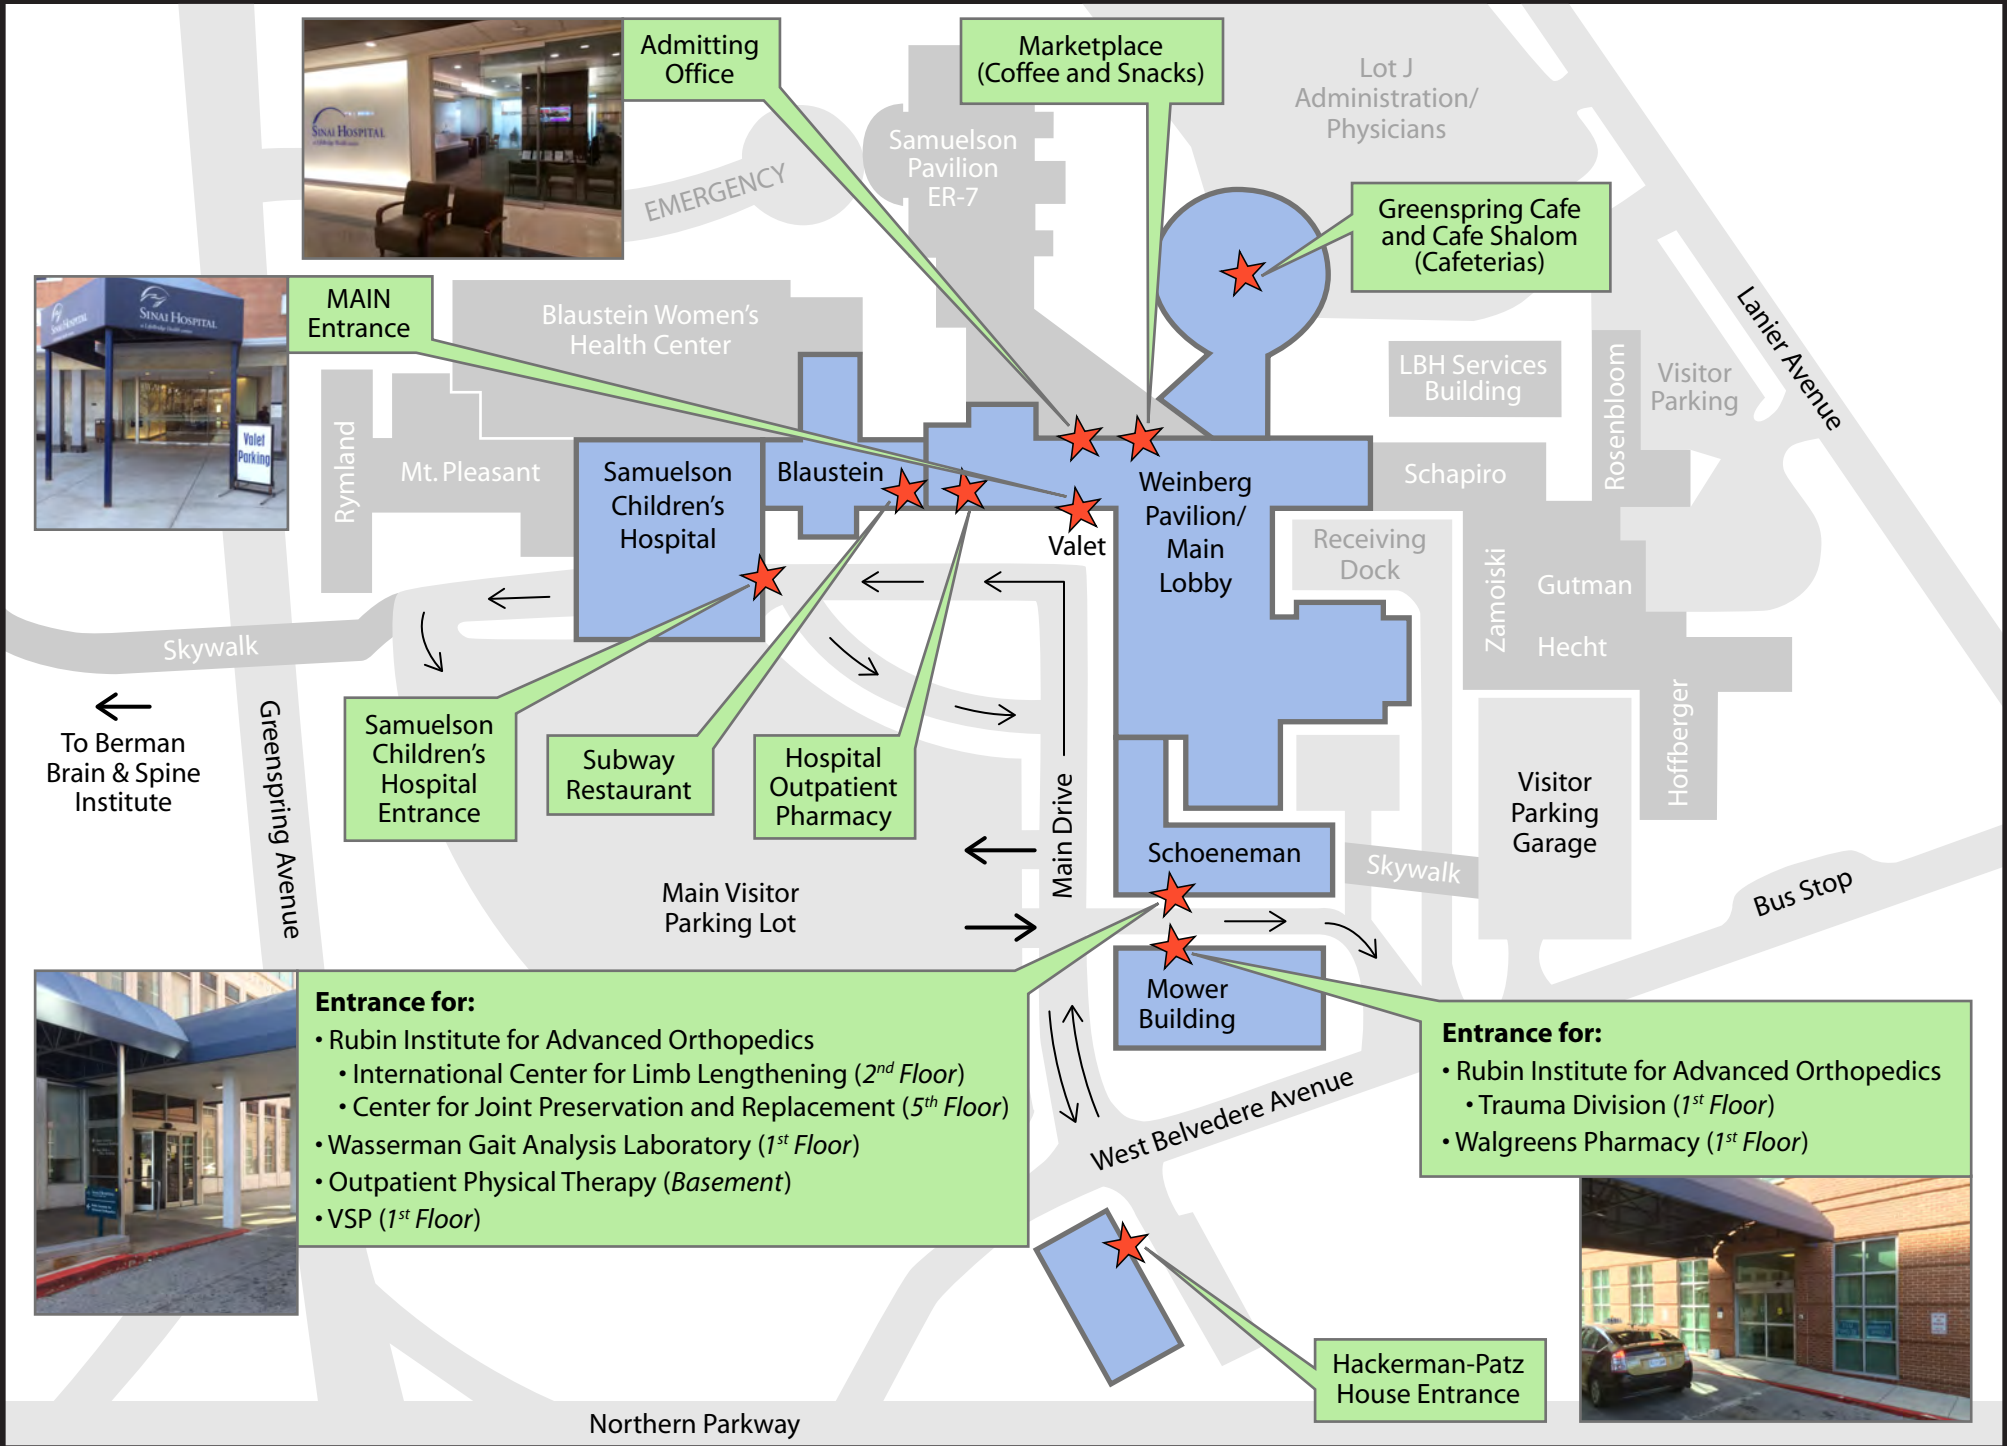 Admitting
Office
Marketplace
(Coffee and Snacks)
Lot J
Administration/
Physicians
SINAI HOSPITAL
Samuelson
Pavilion
ER-7
EMERGENCY
Greenspring Cafe
and Cafe Shalom
(Cafeterias)
SINAI HOSPITAL
SINAI HOSPITAL
Valet
Parking
MAIN
Entrance
Blaustein Women's
Health Center
Lanier Avenue
LBH Services
Building
Rosenbloom
Visitor
Parking
Rymland
Mt. Pleasant
Samuelson
Children's
Hospital
Blaustein
Weinberg
Pavilion/
Main
Lobby
Valet
Schapiro
Receiving
Dock
Zamoiski
Gutman
Hecht
Hoffberger
Skywalk
To Berman
Brain & Spine
Institute
Greenspring Avenue
Samuelson
Children's
Hospital
Entrance
Subway
Restaurant
Hospital
Outpatient
Pharmacy
Main Drive
Visitor
Parking
Garage
Schoeneman
Skywalk
Bus Stop
Main Visitor
Parking Lot
Mower
Building
Entrance for:
• Rubin Institute for Advanced Orthopedics
• International Center for Limb Lengthening (2nd Floor)
• Center for Joint Preservation and Replacement (5th Floor)
• Wasserman Gait Analysis Laboratory (1st Floor)
• Outpatient Physical Therapy (Basement)
• VSP (1st Floor)
Entrance for:
• Rubin Institute for Advanced Orthopedics
• Trauma Division (1st Floor)
• Walgreens Pharmacy (1st Floor)
West Belvedere Avenue
Hackerman-Patz
House Entrance
Northern Parkway